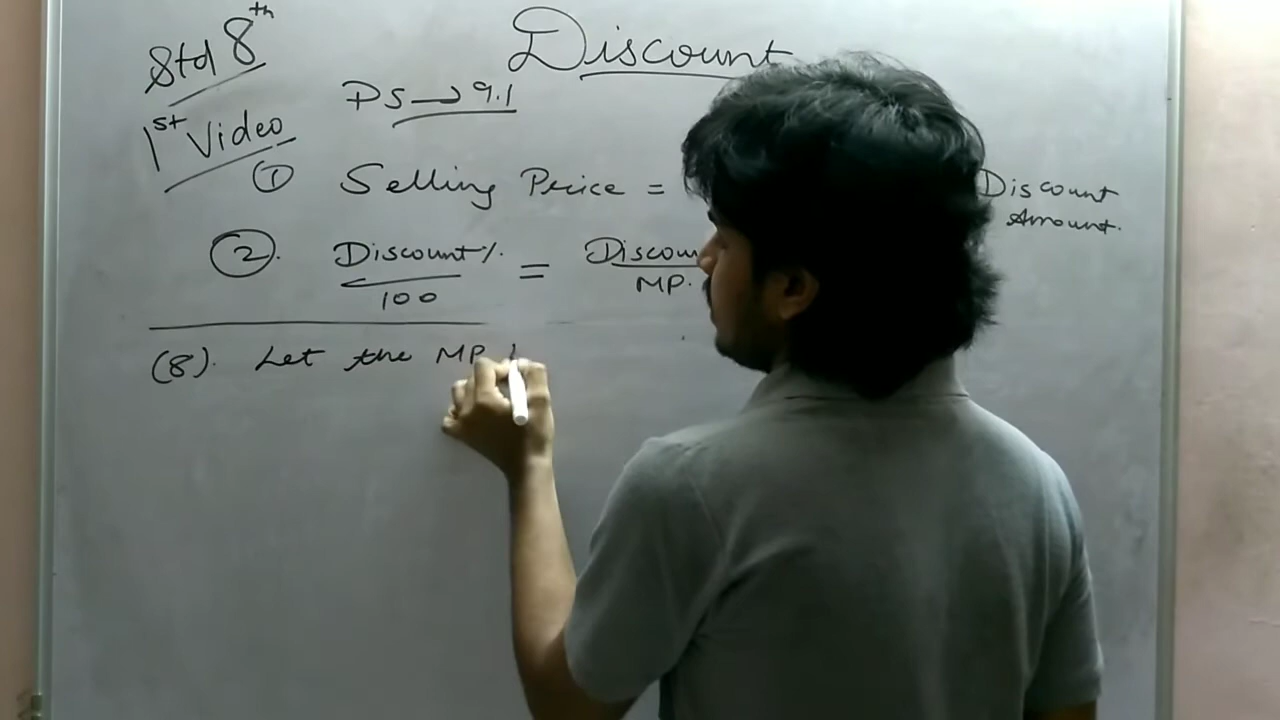 Std 8th
Discount
PS → 9.1
1st Video
① Selling Price = Discount
Amount.
②. Discount% = Discoun
100 MP.
(8). Let the MP